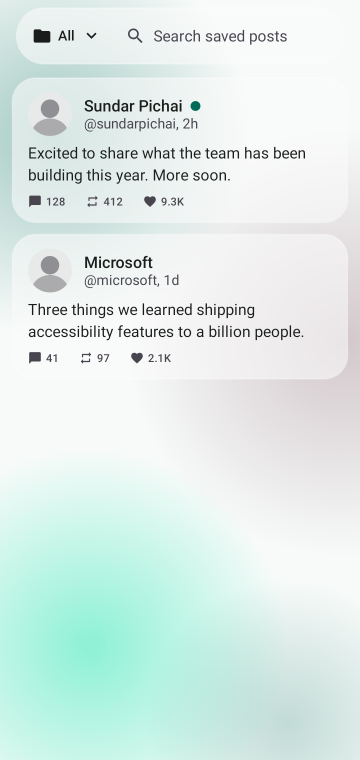 All
Search saved posts
Sundar Pichai
@sundarpichai, 2h
Excited to share what the team has been
building this year. More soon.
128 412 9.3K
Microsoft
@microsoft, 1d
Three things we learned shipping
accessibility features to a billion people.
41 97 2.1K